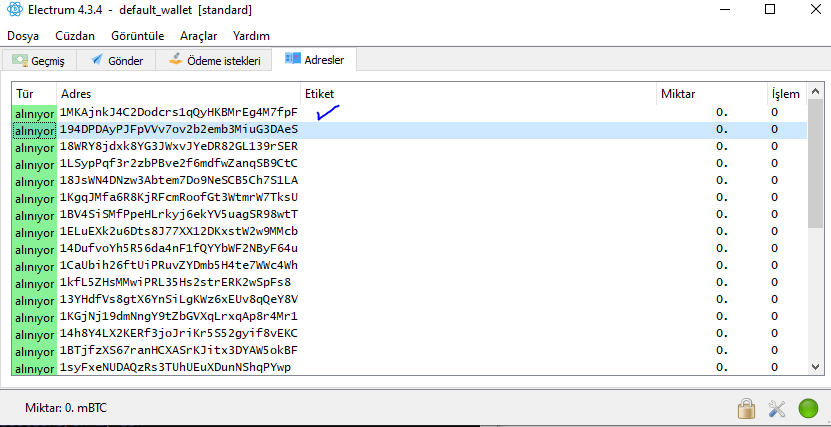 Electrum 4.3.4 - default_wallet [standard]
Dosya Cüzdan Görüntüle Araçlar Yardım
Geçmiş Gönder Ödeme istekleri Adresler
Tür Adres Etiket Miktar İşlem
alınıyor 1MKAjnkJ4C2Dodcrs1qQyHKBMrEg4M7fpF 0. 0
alınıyor 194DPDAyPJFpVVv7ov2b2emb3MiuG3DAeS 0. 0
alınıyor 18WRY8jdxk8YG3JWxvJYeDR82GL139rSER 0. 0
alınıyor 1LSypPqf3r2zbPBve2f6mdfwZanqSB9CtC 0. 0
alınıyor 18JsWN4DNzw3Abtem7Do9NeSCB5Ch7S1LA 0. 0
alınıyor 1KgqJMfa6R8KjRFcmRoofGt3WtmrW7TksU 0. 0
alınıyor 1BV4SiSMfPpeHLrkyj6ekYV5uagSR98wtT 0. 0
alınıyor 1ELuEXk2u6Dts8J77XX12DKxstW2w9MMcb 0. 0
alınıyor 14DufvoYh5R56da4nF1fQYYbWF2NByF64u 0. 0
alınıyor 1CaUbih26ftUiPRuvZYDmb5H4te7WWc4Wh 0. 0
alınıyor 1kfL5ZHsMMwiPRL35Hs2strERK2wSpFs8 0. 0
alınıyor 13YHdfVs8gtX6YnSiLgKWz6xEUv8qQeY8V 0. 0
alınıyor 1KGjNj19dmNngY9tZbGVXqLrxqAp8r4Mr1 0. 0
alınıyor 14h8Y4LX2KERf3joJriKr5S52gyif8vEKC 0. 0
alınıyor 1BTjfzXS67ranHCXASrKJitx3DYAW5okBF 0. 0
alınıyor 1syFxeNUDAQzRs3TUhUEuXDunNShqPYwp 0. 0
Miktar: 0. mBTC